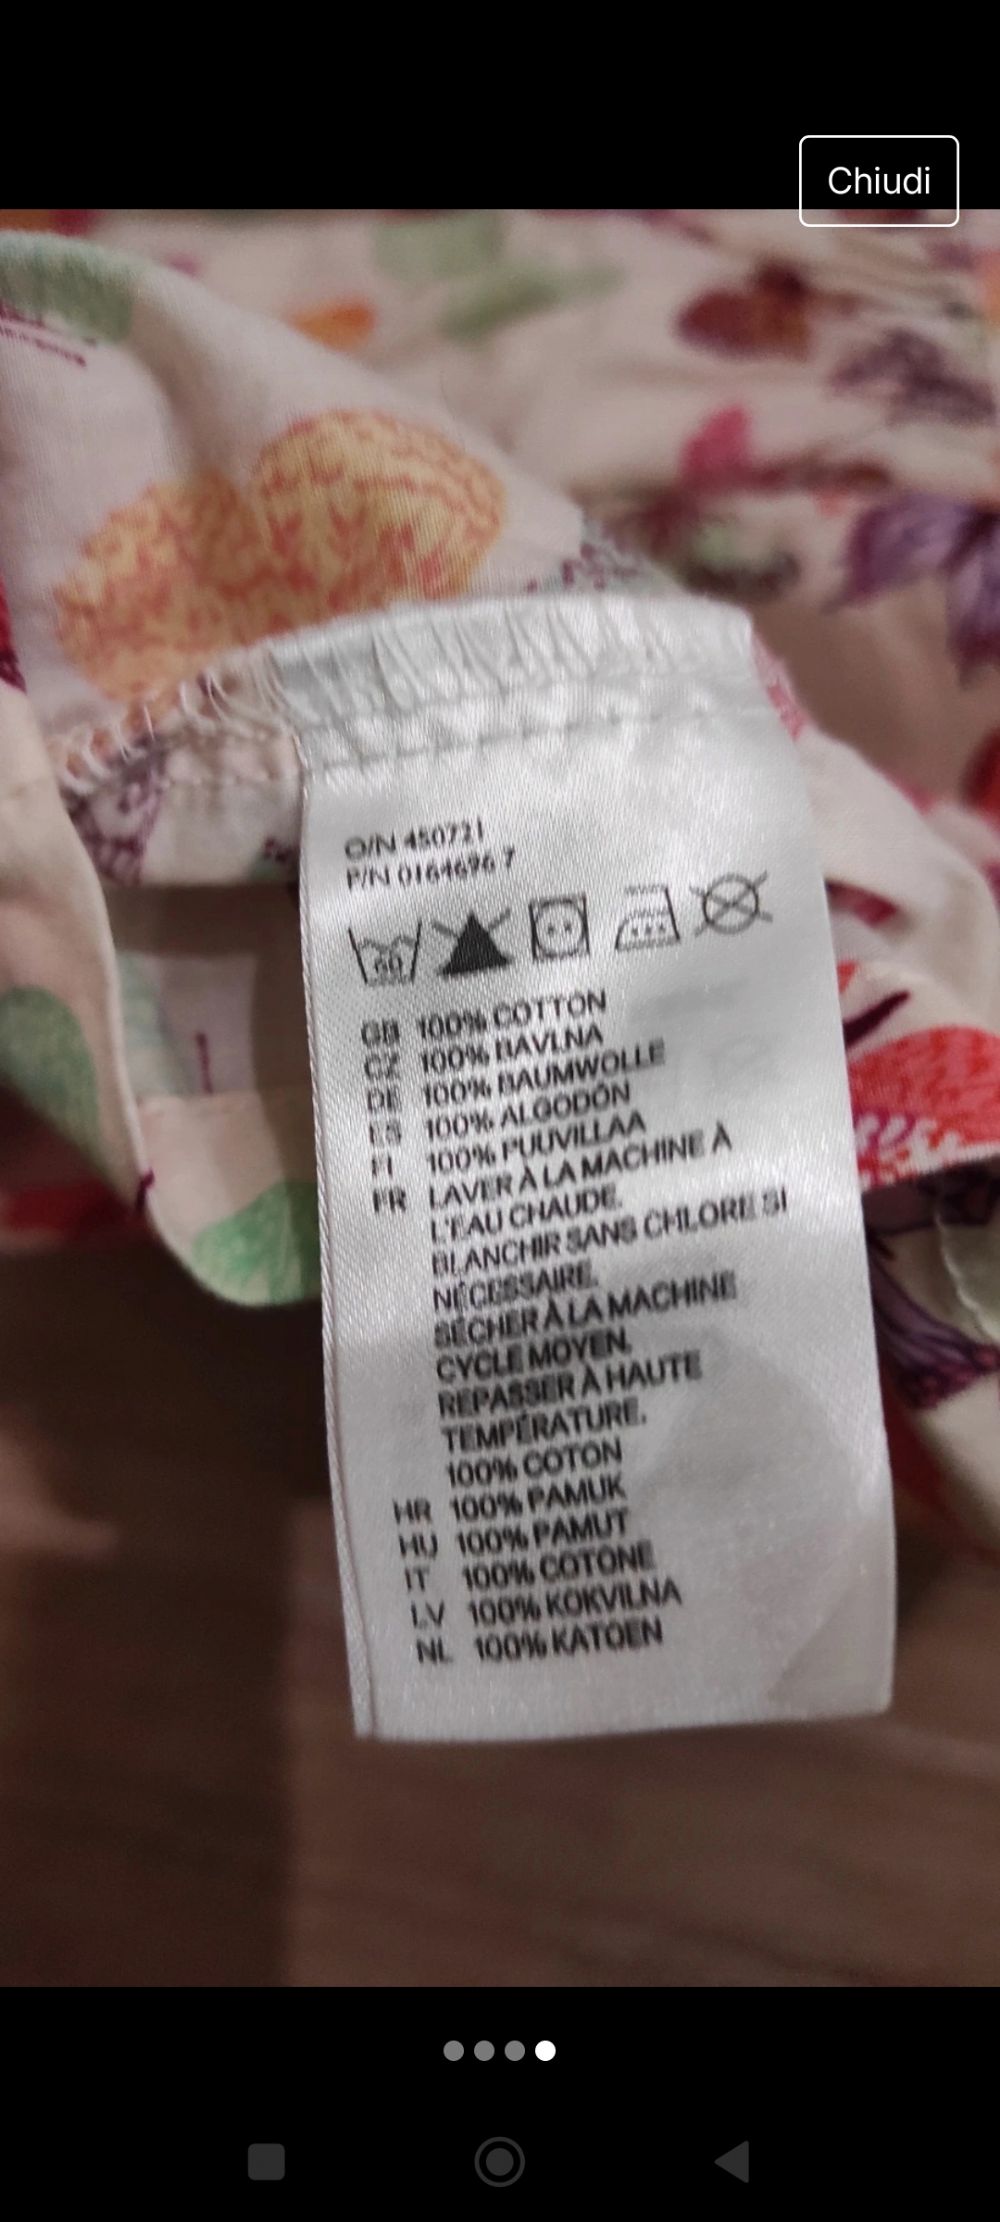 Chiudi
O/N 450721
P/N 0164696 7
60
GB 100% COTTON
CZ 100% BAVLNA
DE 100% BAUMWOLLE
ES 100% ALGODÓN
FI 100% PUUVILLAA
FR LAVER À LA MACHINE À
L'EAU CHAUDE.
BLANCHIR SANS CHLORE SI
NÉCESSAIRE.
SÉCHER À LA MACHINE
CYCLE MOYEN.
REPASSER À HAUTE
TEMPÉRATURE.
100% COTON
HR 100% PAMUK
HU 100% PAMUT
IT 100% COTONE
LV 100% KOKVILNA
NL 100% KATOEN